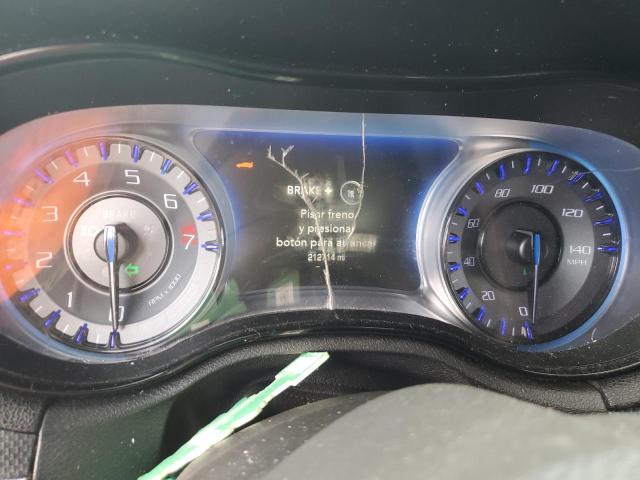 4 5 6
3 BRAKE 7
2
1 0
RPM x 1000
BRAKE +
Pisar freno
y presionar
botón para arrancar
212714 mi
80 100
60 120
40 140
20 0
MPH